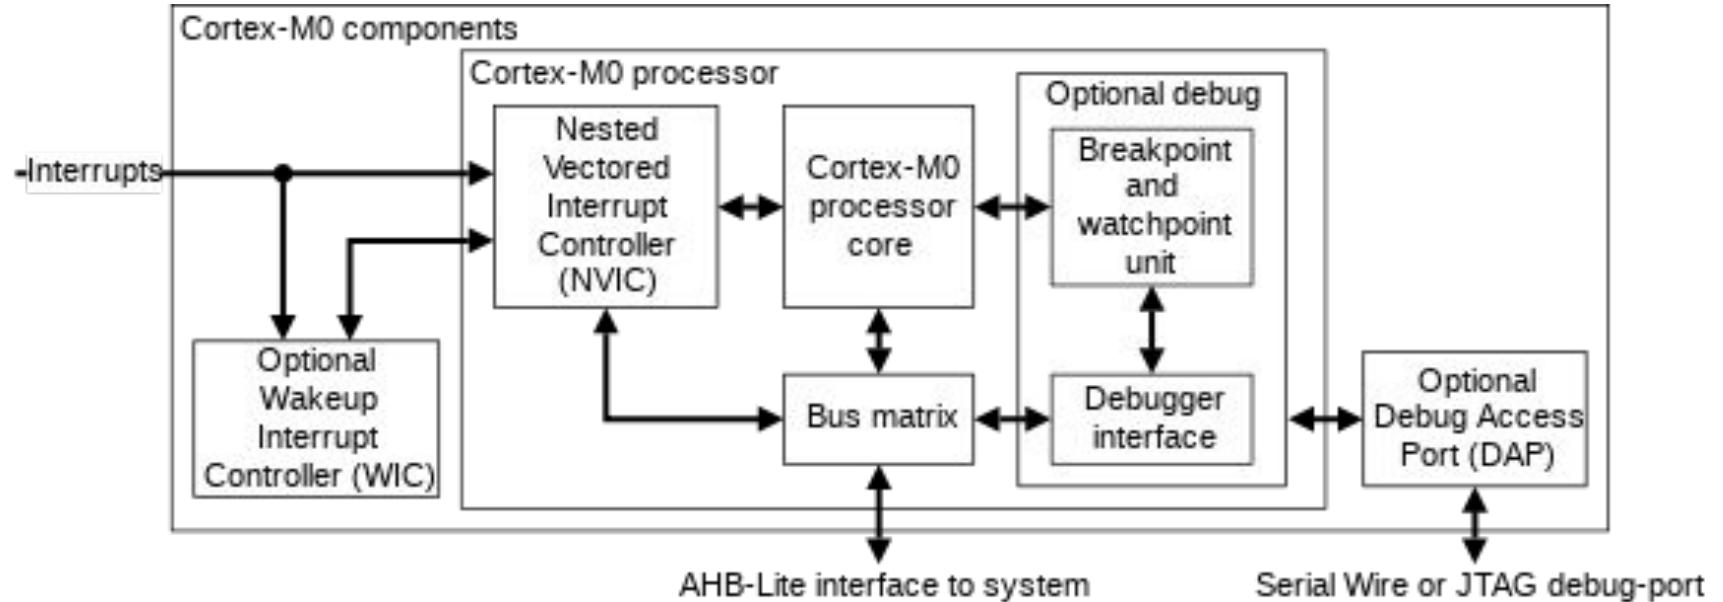 Cortex-M0 components
Cortex-M0 processor
Optional debug
Interrupts
Nested
Vectored
Interrupt
Controller
(NVIC)
Cortex-M0
processor
core
Breakpoint
and
watchpoint
unit
Optional
Wakeup
Interrupt
Controller (WIC)
Bus matrix
Debugger
interface
Optional
Debug Access
Port (DAP)
AHB-Lite interface to system
Serial Wire or JTAG debug-port